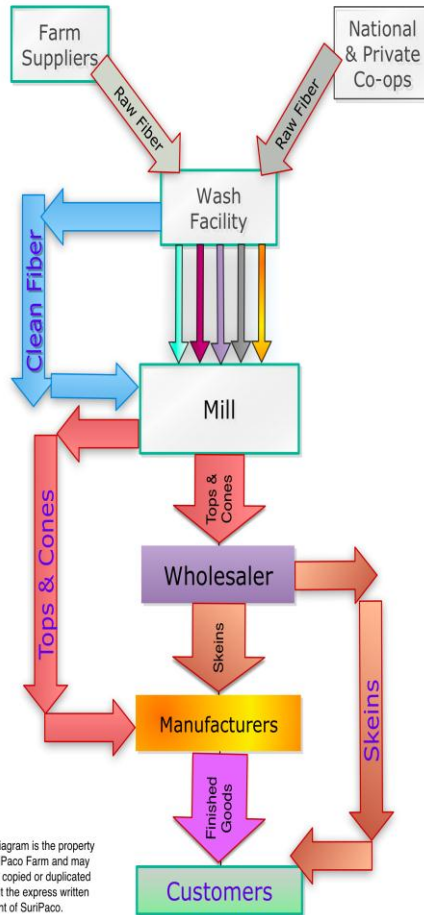 Farm
Suppliers
National
& Private
Co-ops
Raw Fiber
Raw Fiber
Wash
Facility
Clean Fiber
Mill
Tops &
Cones
Tops & Cones
Wholesaler
Skeins
Skeins
Manufacturers
Finished
Goods
Customers
iagram is the property
Paco Farm and may
copied or duplicated
t the express written
nt of SuriPaco.